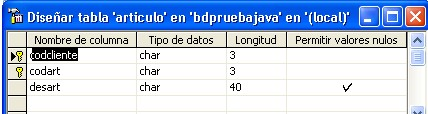 Diseñar tabla 'articulo' en 'bdpruebajava' en '(local)'
Nombre de columna Tipo de datos Longitud Permitir valores nulos
codcliente char 3
codart char 3
desart char 40